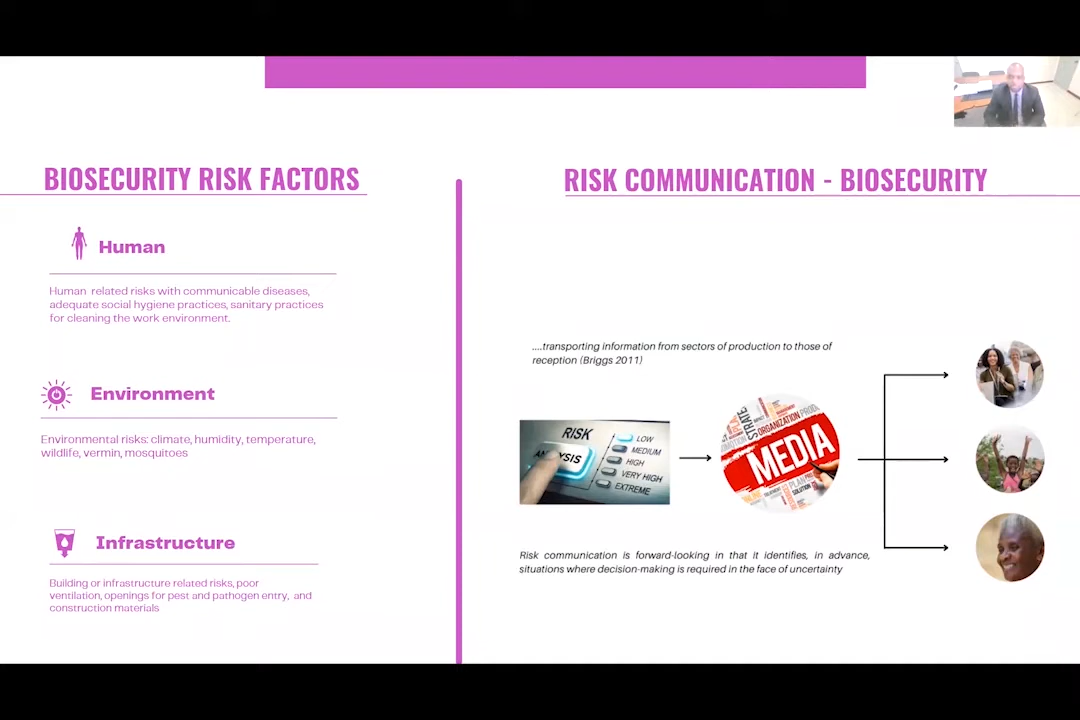 BIOSECURITY RISK FACTORS
Human
Human related risks with communicable diseases,
adequate social hygiene practices, sanitary practices
for cleaning the work environment.
Environment
Environmental risks: climate, humidity, temperature,
wildlife, vermin, mosquitoes
Infrastructure
Building or infrastructure related risks, poor
ventilation, openings for pest and pathogen entry, and
construction materials
RISK COMMUNICATION - BIOSECURITY
....transporting information from sectors of production to those of
reception (Briggs 2011)
RISK
LOW
MEDIUM
HIGH
VERY HIGH
EXTREME
STRATE
ORGANIZATION
MEDIA
PLAN
SOLUTION
Risk communication is forward-looking in that it identifies, in advance,
situations where decision-making is required in the face of uncertainty